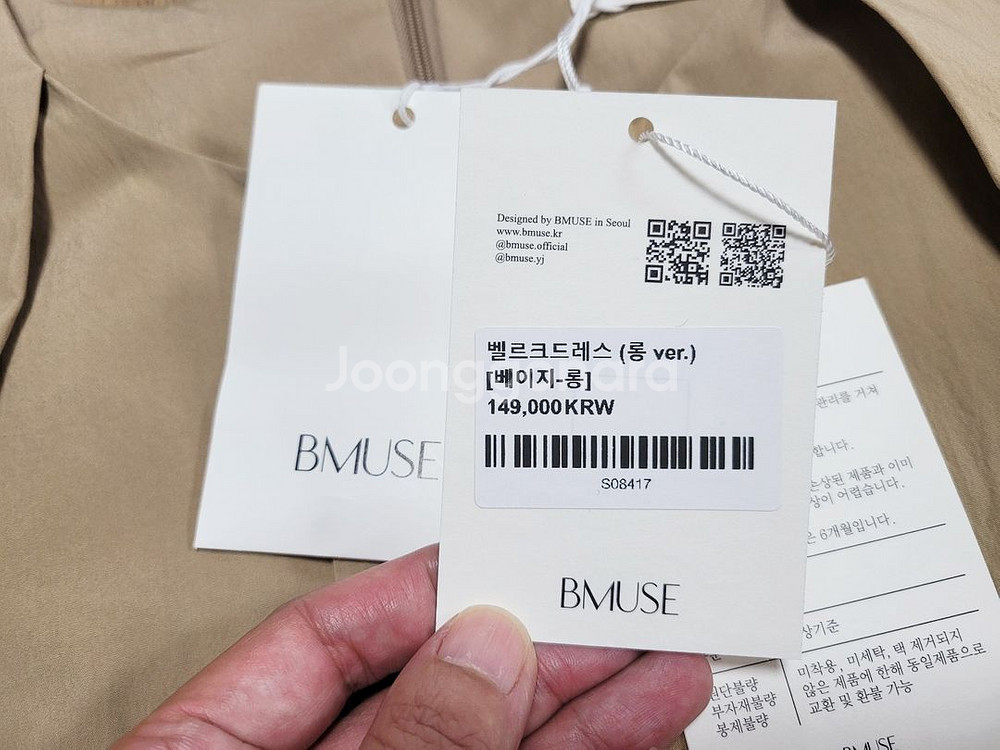 BMUSE
Designed by BMUSE in Seoul
www.bmuse.kr
@bmuse.official
@bmuse.yj
벨르크드레스 (롱 ver.)
[베이지-롱]
149,000KRW
S08417
BMUSE
관리를 거쳐
합니다.
손상된 제품과 이미
상이 어렵습니다.
은 6개월입니다.
상기준
원단불량
부자재불량
봉제불량
미착용, 미세탁, 택 제거되지
않은 제품에 한해 동일제품으로
교환 및 환불 가능
BMUSE